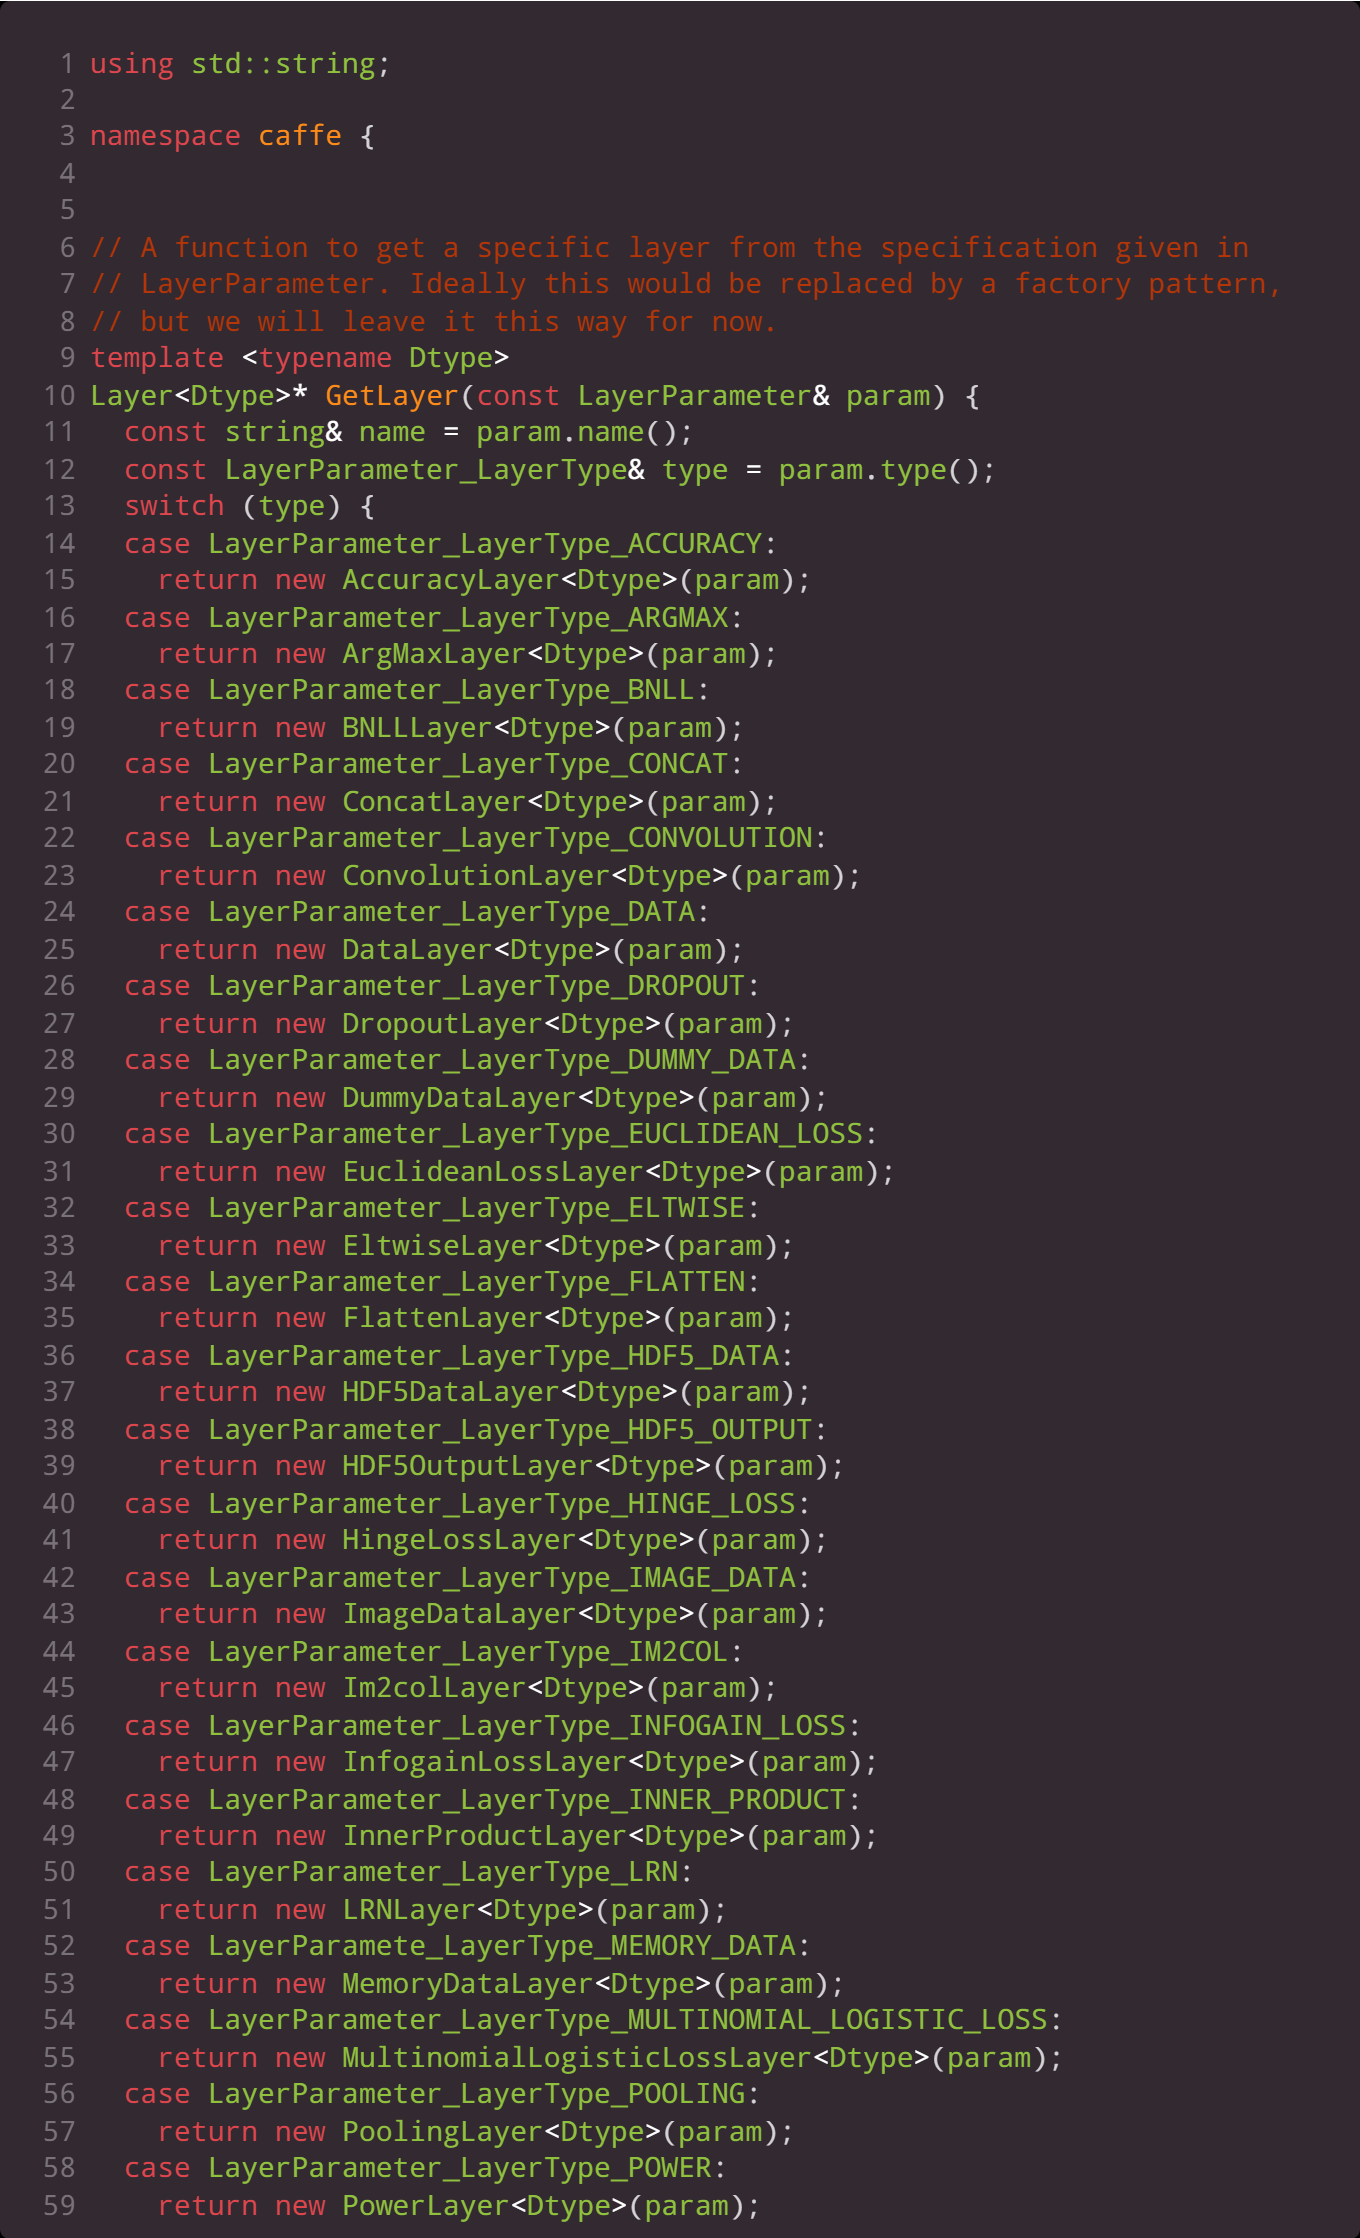 1 using std::string;
2
3 namespace caffe {
4
5
6 // A function to get a specific layer from the specification given in
7 // LayerParameter. Ideally this would be replaced by a factory pattern,
8 // but we will leave it this way for now.
9 template <typename Dtype>
10 Layer<Dtype>* GetLayer(const LayerParameter& param) {
11   const string& name = param.name();
12   const LayerParameter_LayerType& type = param.type();
13   switch (type) {
14   case LayerParameter_LayerType_ACCURACY:
15     return new AccuracyLayer<Dtype>(param);
16   case LayerParameter_LayerType_ARGMAX:
17     return new ArgMaxLayer<Dtype>(param);
18   case LayerParameter_LayerType_BNLL:
19     return new BNLLLayer<Dtype>(param);
20   case LayerParameter_LayerType_CONCAT:
21     return new ConcatLayer<Dtype>(param);
22   case LayerParameter_LayerType_CONVOLUTION:
23     return new ConvolutionLayer<Dtype>(param);
24   case LayerParameter_LayerType_DATA:
25     return new DataLayer<Dtype>(param);
26   case LayerParameter_LayerType_DROPOUT:
27     return new DropoutLayer<Dtype>(param);
28   case LayerParameter_LayerType_DUMMY_DATA:
29     return new DummyDataLayer<Dtype>(param);
30   case LayerParameter_LayerType_EUCLIDEAN_LOSS:
31     return new EuclideanLossLayer<Dtype>(param);
32   case LayerParameter_LayerType_ELTWISE:
33     return new EltwiseLayer<Dtype>(param);
34   case LayerParameter_LayerType_FLATTEN:
35     return new FlattenLayer<Dtype>(param);
36   case LayerParameter_LayerType_HDF5_DATA:
37     return new HDF5DataLayer<Dtype>(param);
38   case LayerParameter_LayerType_HDF5_OUTPUT:
39     return new HDF5OutputLayer<Dtype>(param);
40   case LayerParameter_LayerType_HINGE_LOSS:
41     return new HingeLossLayer<Dtype>(param);
42   case LayerParameter_LayerType_IMAGE_DATA:
43     return new ImageDataLayer<Dtype>(param);
44   case LayerParameter_LayerType_IM2COL:
45     return new Im2colLayer<Dtype>(param);
46   case LayerParameter_LayerType_INFOGAIN_LOSS:
47     return new InfogainLossLayer<Dtype>(param);
48   case LayerParameter_LayerType_INNER_PRODUCT:
49     return new InnerProductLayer<Dtype>(param);
50   case LayerParameter_LayerType_LRN:
51     return new LRNLayer<Dtype>(param);
52   case LayerParamete_LayerType_MEMORY_DATA:
53     return new MemoryDataLayer<Dtype>(param);
54   case LayerParameter_LayerType_MULTINOMIAL_LOGISTIC_LOSS:
55     return new MultinomialLogisticLossLayer<Dtype>(param);
56   case LayerParameter_LayerType_POOLING:
57     return new PoolingLayer<Dtype>(param);
58   case LayerParameter_LayerType_POWER:
59     return new PowerLayer<Dtype>(param);